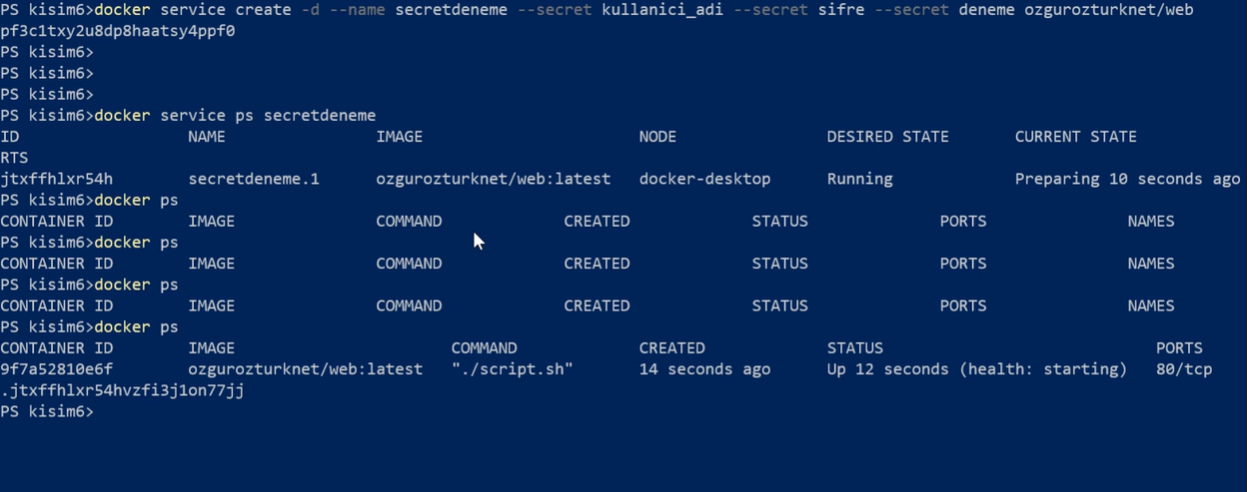 PS kisim6>docker service create -d --name secretdeneme --secret kullanici_adi --secret sifre --secret deneme ozgurozturknet/web
pf3c1txy2u8dp8haatsy4ppf0
PS kisim6>
PS kisim6>
PS kisim6>
PS kisim6>docker service ps secretdeneme
ID NAME IMAGE NODE DESIRED STATE CURRENT STATE
RTS
jtxffhlxr54h secretdeneme.1 ozgurozturknet/web:latest docker-desktop Running Preparing 10 seconds ago
PS kisim6>docker ps
CONTAINER ID IMAGE COMMAND CREATED STATUS PORTS NAMES
PS kisim6>docker ps
CONTAINER ID IMAGE COMMAND CREATED STATUS PORTS NAMES
PS kisim6>docker ps
CONTAINER ID IMAGE COMMAND CREATED STATUS PORTS NAMES
PS kisim6>docker ps
CONTAINER ID IMAGE COMMAND CREATED STATUS PORTS
9f7a52810e6f ozgurozturknet/web:latest "./script.sh" 14 seconds ago Up 12 seconds (health: starting) 80/tcp
.jtxffhlxr54hvzfi3j1on77jj
PS kisim6>